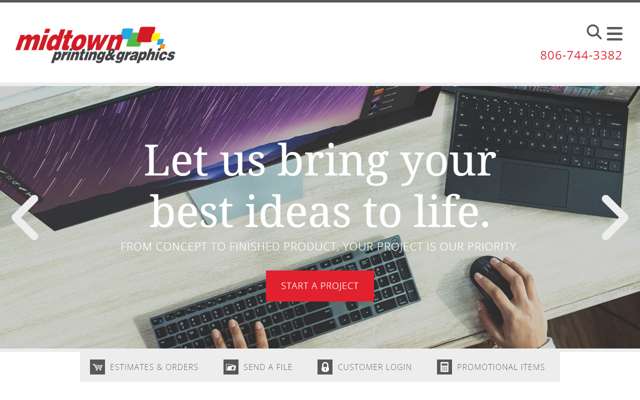 midtown
printing&graphics
806-744-3382
Let us bring your
best ideas to life.
FROM CONCEPT TO FINISHED PRODUCT, YOUR PROJECT IS OUR PRIORITY.
START A PROJECT
ESTIMATES & ORDERS
SEND A FILE
CUSTOMER LOGIN
PROMOTIONAL ITEMS